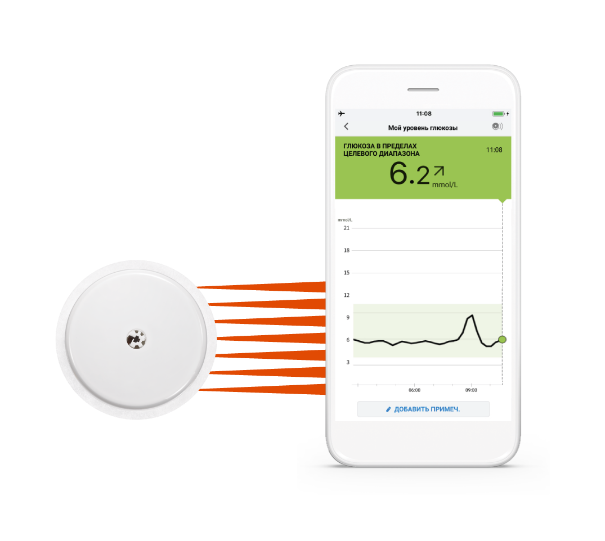 11:08
Мой уровень глюкозы
ГЛЮКОЗА В ПРЕДЕЛАХ
ЦЕЛЕВОГО ДИАПАЗОНА
11:08
6.2
mmol/L
mmol/L
21
18
15
12
9
6
3
06:00
09:00
ДОБАВИТЬ ПРИМЕЧ.